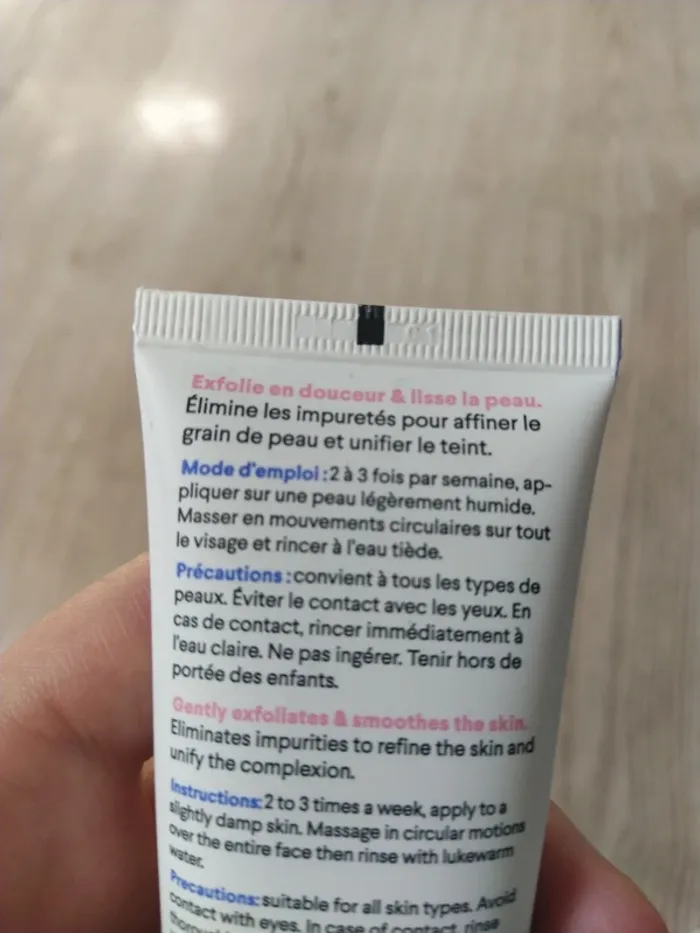 Exfolie en douceur & lisse la peau.
Élimine les impuretés pour affiner le
grain de peau et unifier le teint.
Mode d'emploi : 2 à 3 fois par semaine, ap-
pliquer sur une peau légèrement humide.
Masser en mouvements circulaires sur tout
le visage et rincer à l'eau tiède.
Précautions : convient à tous les types de
peaux. Éviter le contact avec les yeux. En
cas de contact, rincer immédiatement à
l'eau claire. Ne pas ingérer. Tenir hors de
portée des enfants.
Gently exfoliates & smoothes the skin.
Eliminates impurities to refine the skin and
unify the complexion.
Instructions: 2 to 3 times a week, apply to a
slightly damp skin. Massage in circular motions
over the entire face then rinse with lukewarm
water.
Precautions: suitable for all skin types. Avoid
contact with eyes. In case of contact, rinse